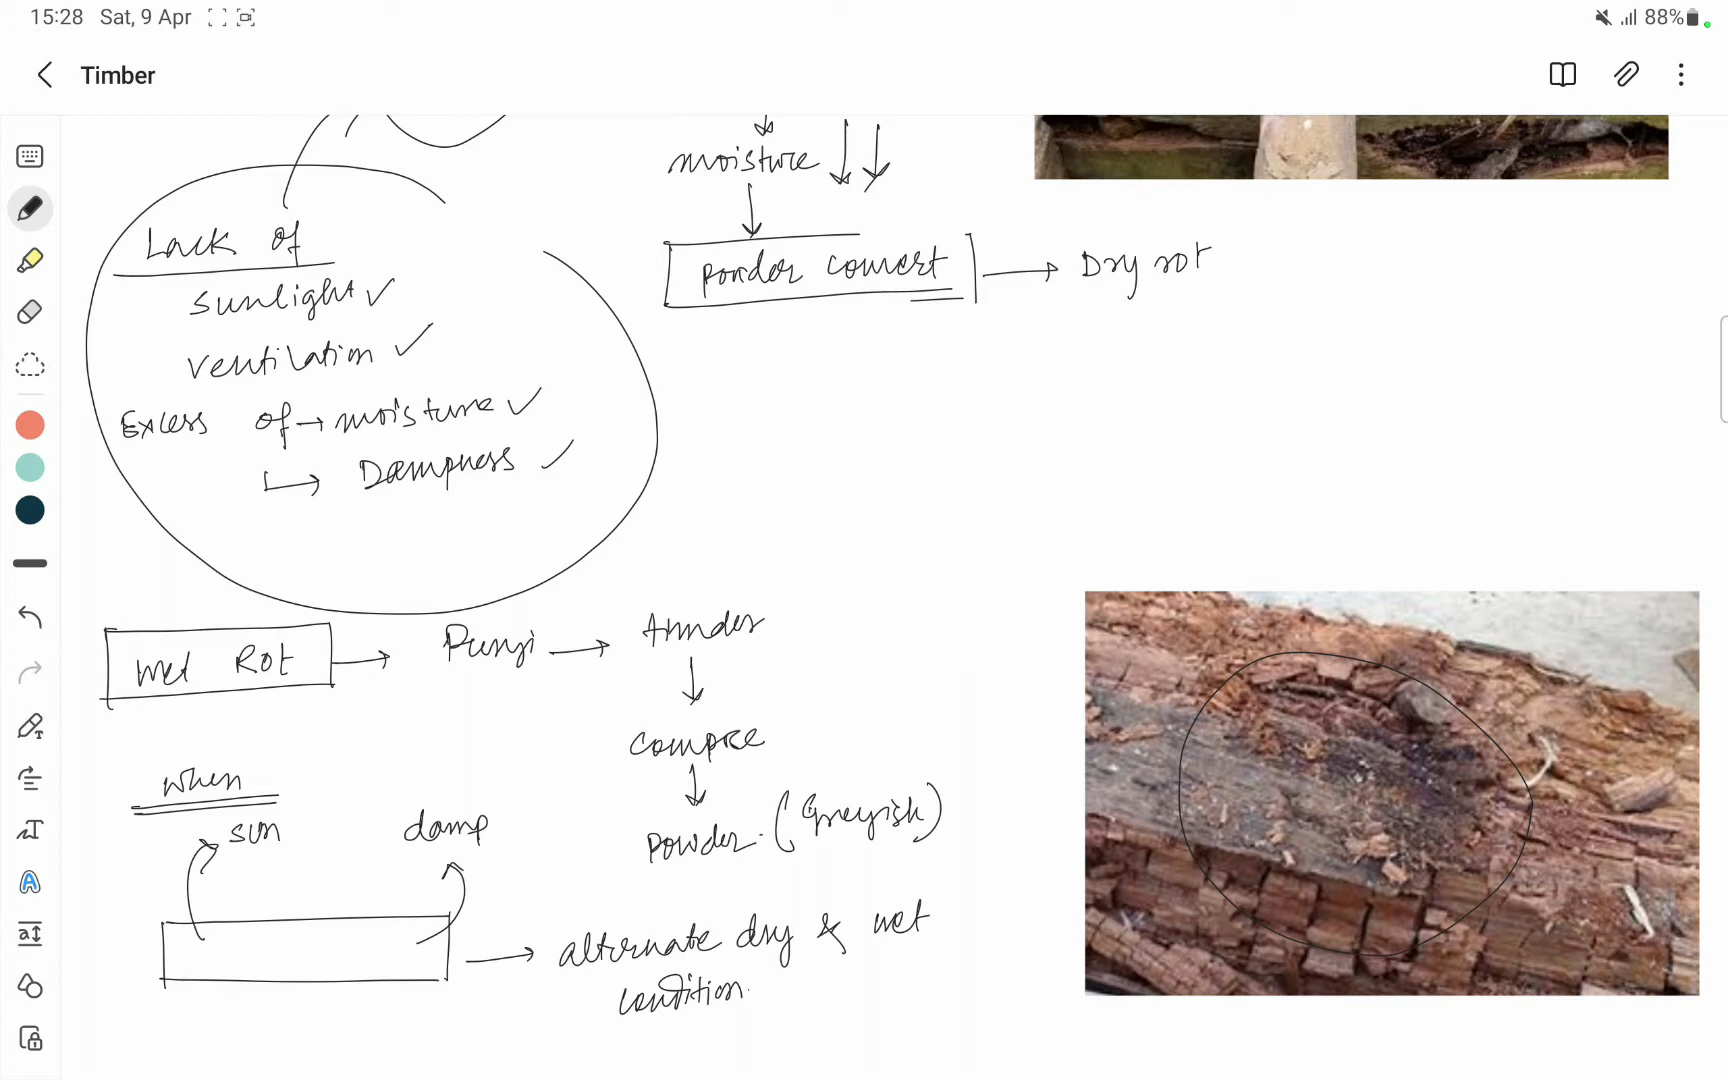 15:28 Sat, 9 Apr
88%
Timber
moisture
Lack of
sunlight
ventilation
Excess of → moisture
Dampness
Powder convert → Dry rot
Wet Rot → Fungi →
when
sun
damp
Powder. (Greyish)
→ alternate dry & wet
condition.